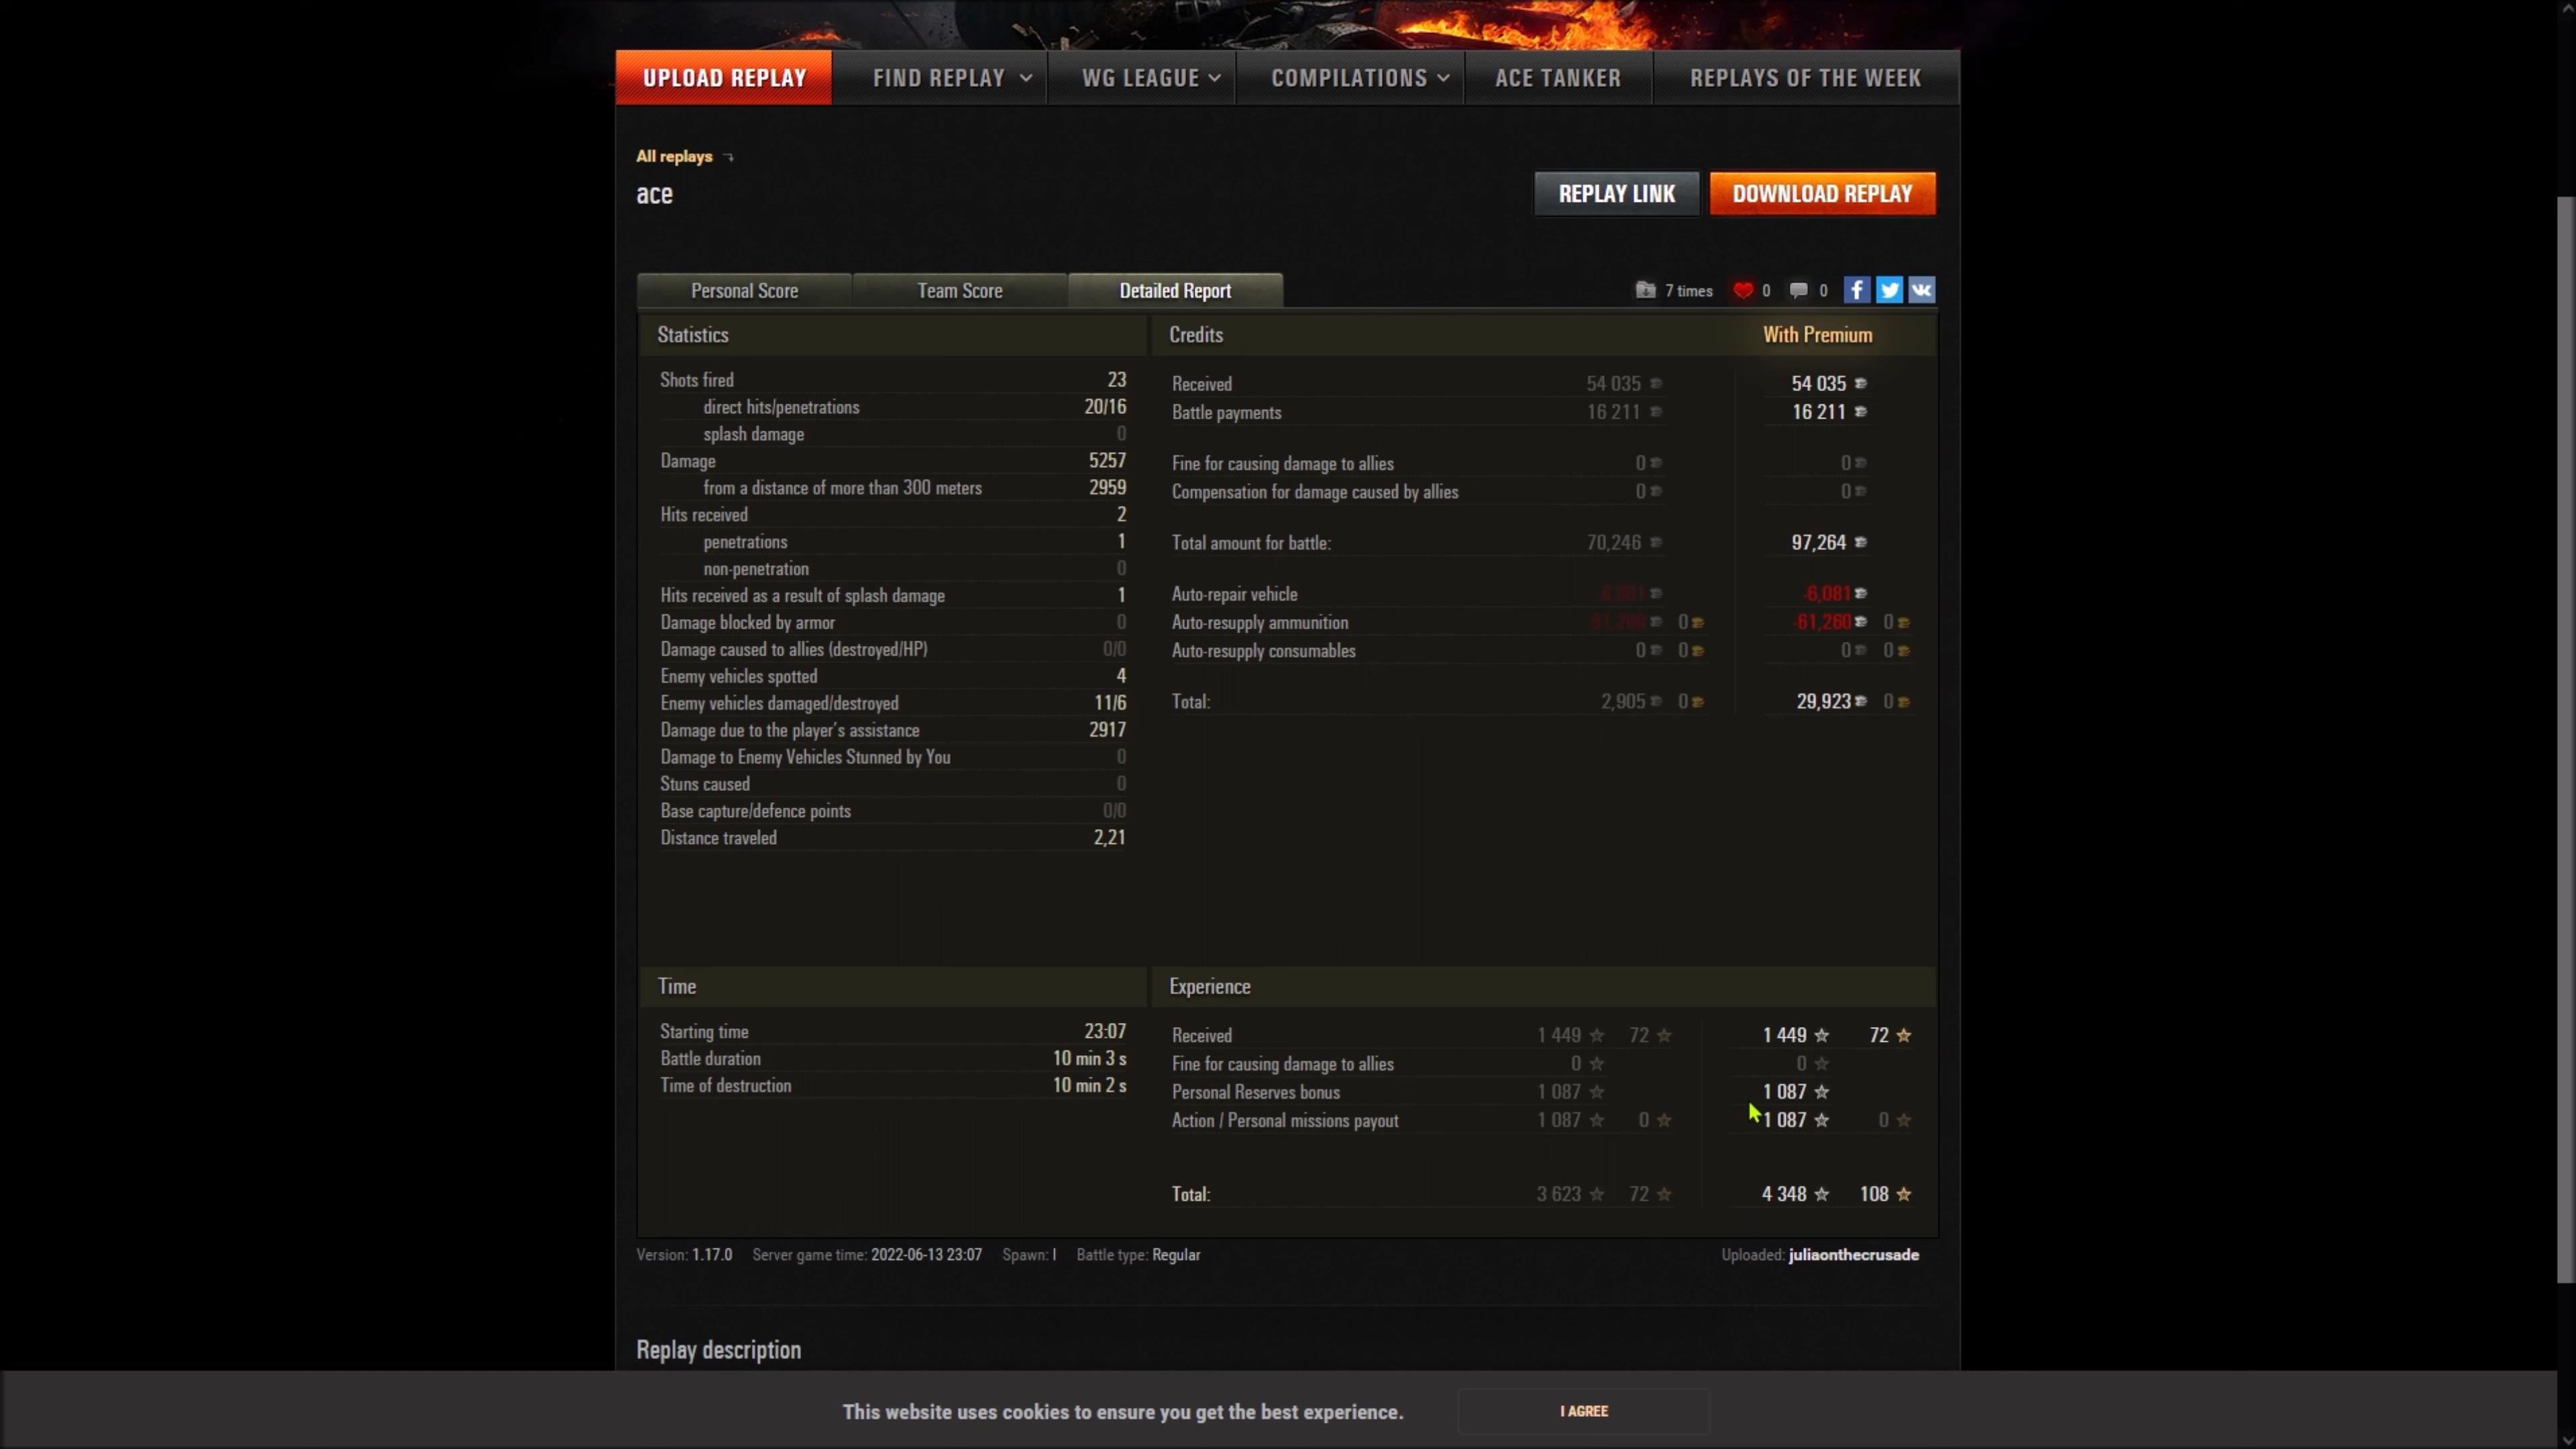 UPLOAD REPLAY FIND REPLAY WG LEAGUE COMPILATIONS ACE TANKER REPLAYS OF THE WEEK
All replays
ace
REPLAY LINK DOWNLOAD REPLAY
Personal Score Team Score Detailed Report 7 times 0 0
Statistics Credits With Premium
Shots fired 23
direct hits/penetrations 20/16
splash damage 0
Damage 5257
from a distance of more than 300 meters 2959
Hits received 2
penetrations 1
non-penetration 0
Hits received as a result of splash damage 1
Damage blocked by armor 0
Damage caused to allies (destroyed/HP) 0/0
Enemy vehicles spotted 4
Enemy vehicles damaged/destroyed 11/6
Damage due to the player's assistance 2917
Damage to Enemy Vehicles Stunned by You 0
Stuns caused 0
Base capture/defence points 0/0
Distance traveled 2,21
Received 54 035 54 035
Battle payments 16 211 16 211
Fine for causing damage to allies 0 0
Compensation for damage caused by allies 0 0
Total amount for battle: 70,246 97,264
Auto-repair vehicle -6,081 -6,081
Auto-resupply ammunition -61,260 0 -61,260 0
Auto-resupply consumables 0 0 0 0
Total: 2,905 0 29,923 0
Time Experience
Starting time 23:07
Battle duration 10 min 3 s
Time of destruction 10 min 2 s
Received 1 449 72 1 449 72
Fine for causing damage to allies 0 0
Personal Reserves bonus 1 087 1 087
Action / Personal missions payout 1 087 0 1 087 0
Total: 3 623 72 4 348 108
Version: 1.17.0 Server game time: 2022-06-13 23:07 Spawn: I Battle type: Regular Uploaded: juliaonthecrusade
Replay description
This website uses cookies to ensure you get the best experience. I AGREE